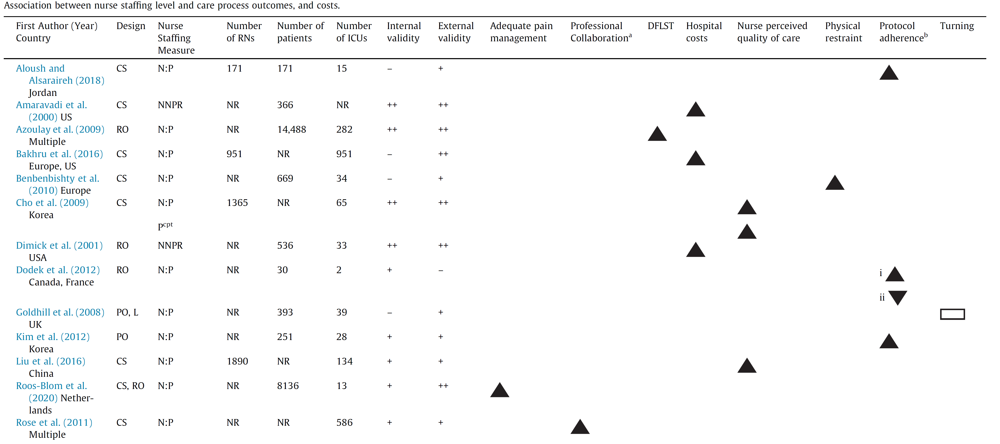 Association between nurse staffing level and care process outcomes, and costs.
First Author (Year) Design Nurse Number Number of Number Internal External Adequate pain Professional DFLST Hospital Nurse perceived Physical Protocol Turning
Country Staffing of RNs patients of ICUs validity validity management Collaborationᵃ costs quality of care restraint adherenceᵇ
Measure
Aloush and CS N:P 171 171 15 – + ▲
Alsaraireh (2018)
Jordan
Amaravadi et al. CS NNPR NR 366 NR ++ ++ ▲
(2000) US
Azoulay et al. (2009) RO N:P NR 14,488 282 ++ ++ ▲
Multiple
Bakhru et al. (2016) CS N:P 951 NR 951 – ++ ▲
Europe, US
Benbenbishty et al. CS N:P NR 669 34 – + ▲
(2010) Europe
Cho et al. (2009) CS N:P 1365 NR 65 ++ ++ ▲
Korea
Pᶜᵖᵗ ▲
Dimick et al. (2001) RO NNPR NR 536 33 ++ ++ ▲
USA
Dodek et al. (2012) RO N:P NR 30 2 + – i ▲
Canada, France
ii ▼
Goldhill et al. (2008) PO, L N:P NR 393 39 – + ▭
UK
Kim et al. (2012) PO N:P NR 251 28 + + ▲
Korea
Liu et al. (2016) CS N:P 1890 NR 134 + + ▲
China
Roos-Blom et al. CS, RO N:P NR 8136 13 + ++ ▲
(2020) Nether-
lands
Rose et al. (2011) CS N:P NR NR 586 + + ▲
Multiple